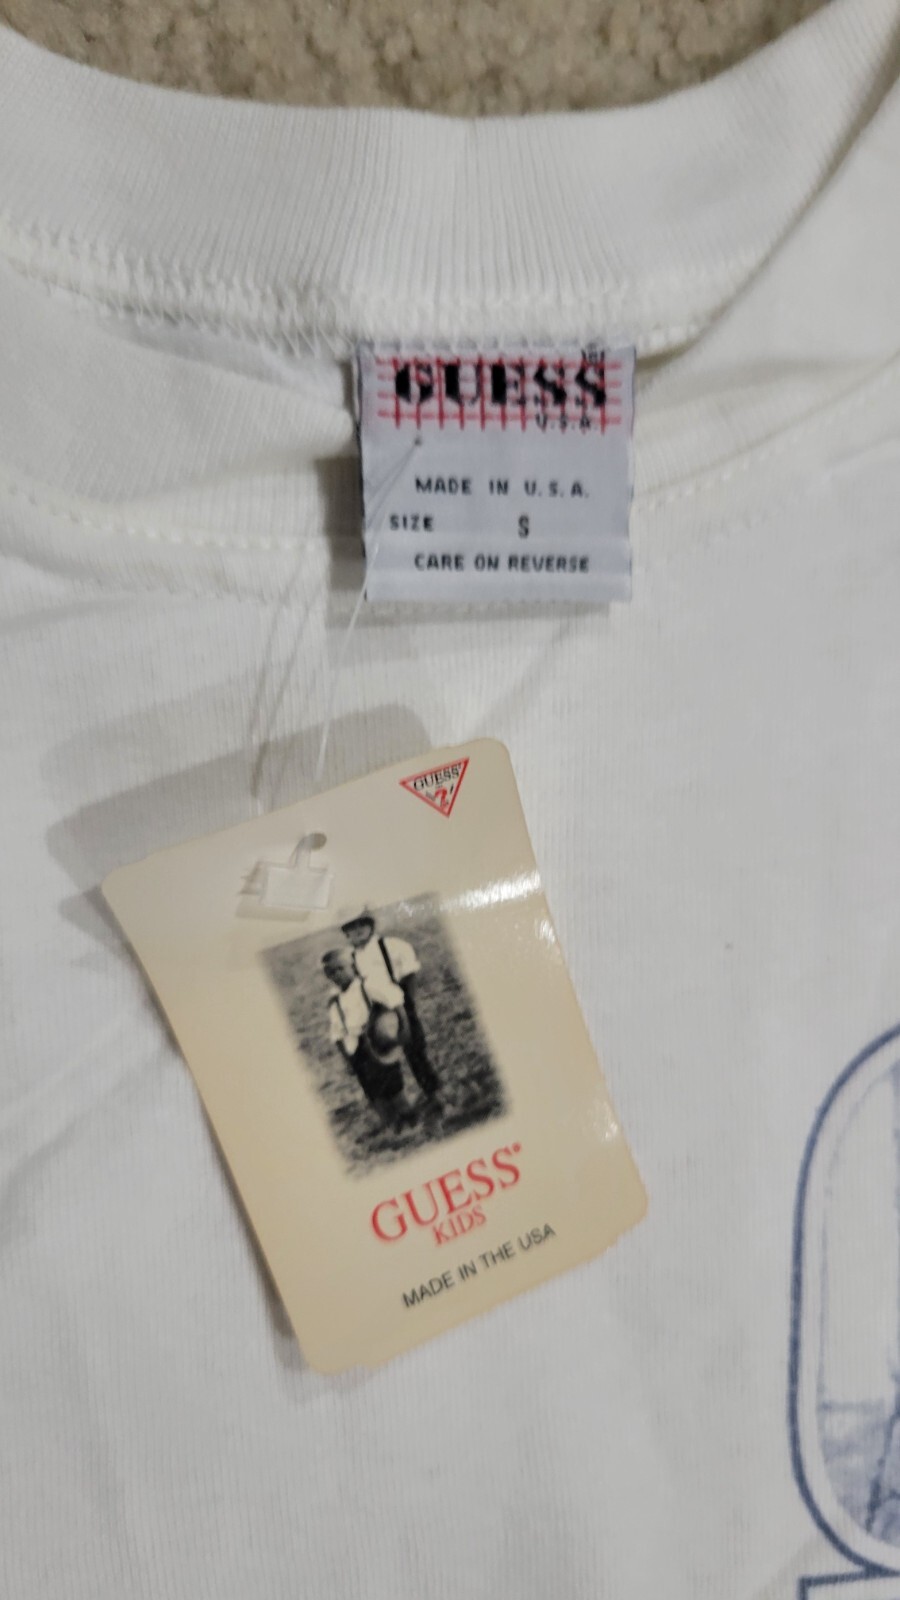 GUESS
U.S.A.
MADE IN U.S.A.
SIZE S
CARE ON REVERSE
GUESS
GUESS
KIDS
MADE IN THE USA